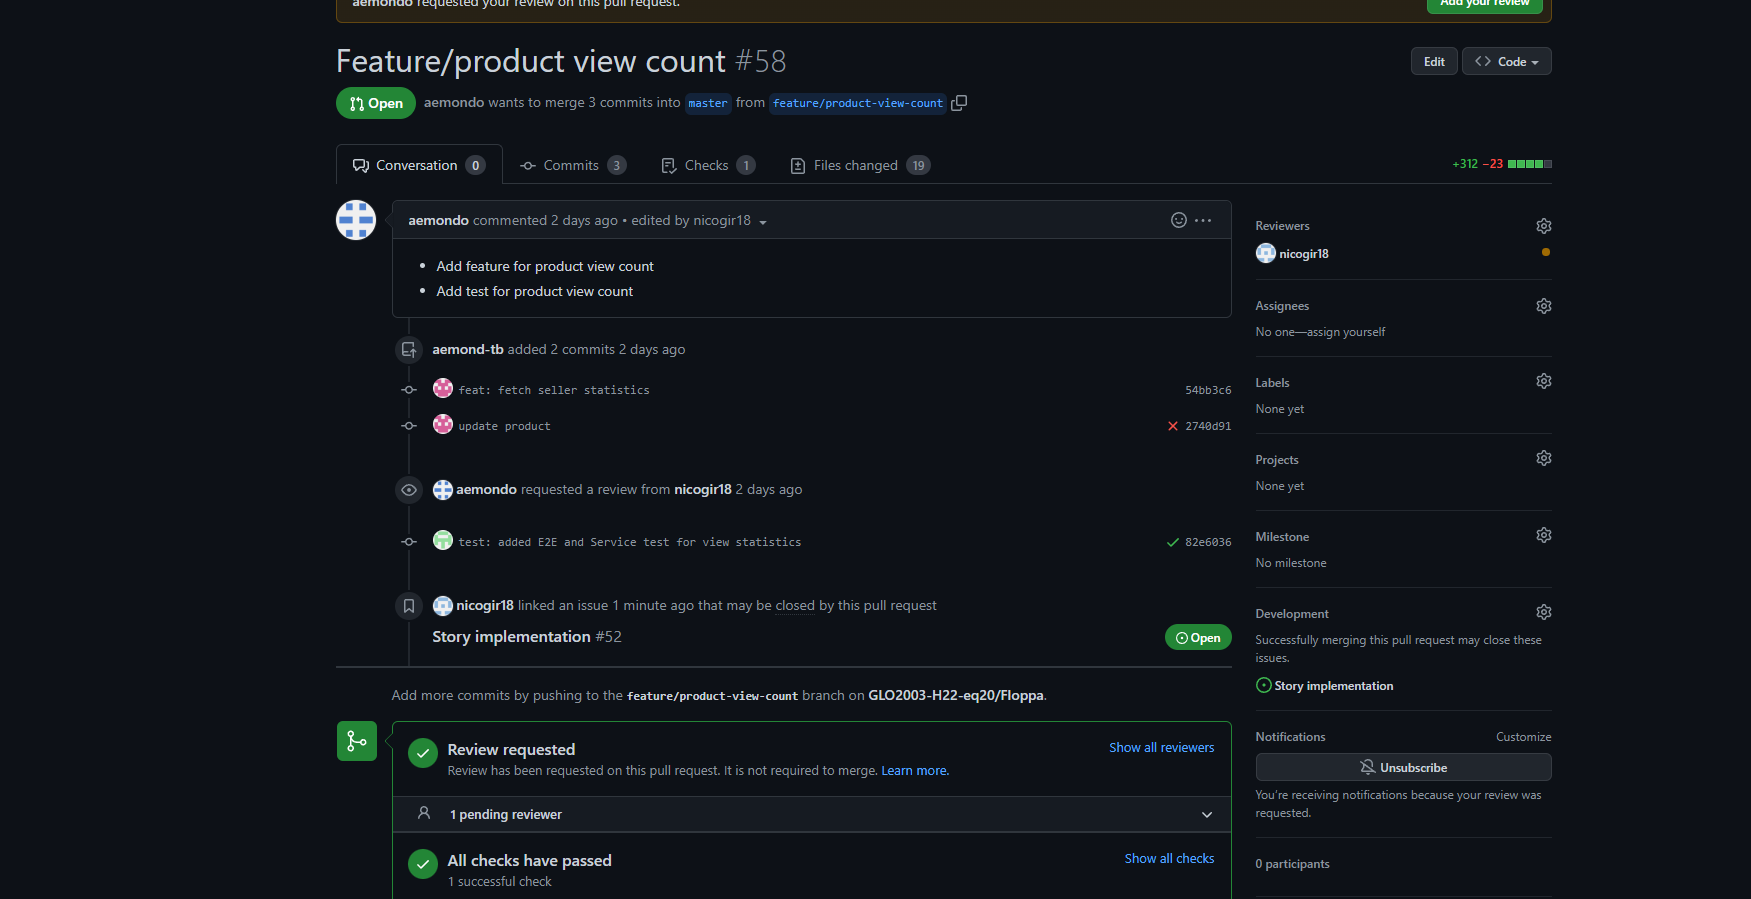 aemondo requested your review on this pull request.
Add your review
Feature/product view count #58
Edit
Code
Open
aemondo wants to merge 3 commits into master from feature/product-view-count
Conversation 0
Commits 3
Checks 1
Files changed 19
+312 −23
aemondo commented 2 days ago • edited by nicogir18
Add feature for product view count
Add test for product view count
aemond-tb added 2 commits 2 days ago
feat: fetch seller statistics 54bb3c6
update product 2740d91
aemondo requested a review from nicogir18 2 days ago
test: added E2E and Service test for view statistics 82e6036
nicogir18 linked an issue 1 minute ago that may be closed by this pull request
Story implementation #52
Open
Add more commits by pushing to the feature/product-view-count branch on GLO2003-H22-eq20/Floppa.
Review requested
Show all reviewers
Review has been requested on this pull request. It is not required to merge. Learn more.
1 pending reviewer
All checks have passed
Show all checks
1 successful check
Reviewers
nicogir18
Assignees
No one—assign yourself
Labels
None yet
Projects
None yet
Milestone
No milestone
Development
Successfully merging this pull request may close these
issues.
Story implementation
Notifications
Customize
Unsubscribe
You're receiving notifications because your review was
requested.
0 participants